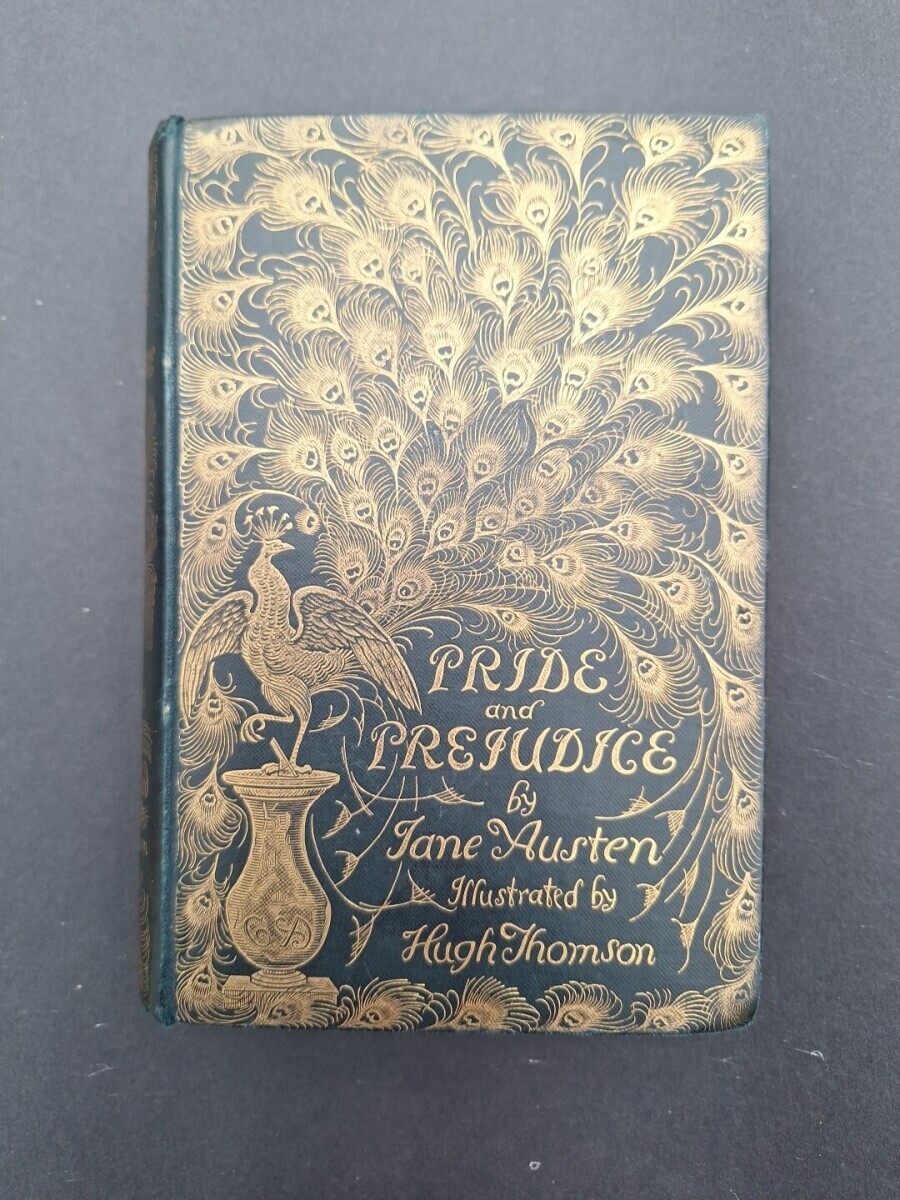 PRIDE
and
PREJUDICE
by
Jane Austen
Illustrated by
Hugh Thomson